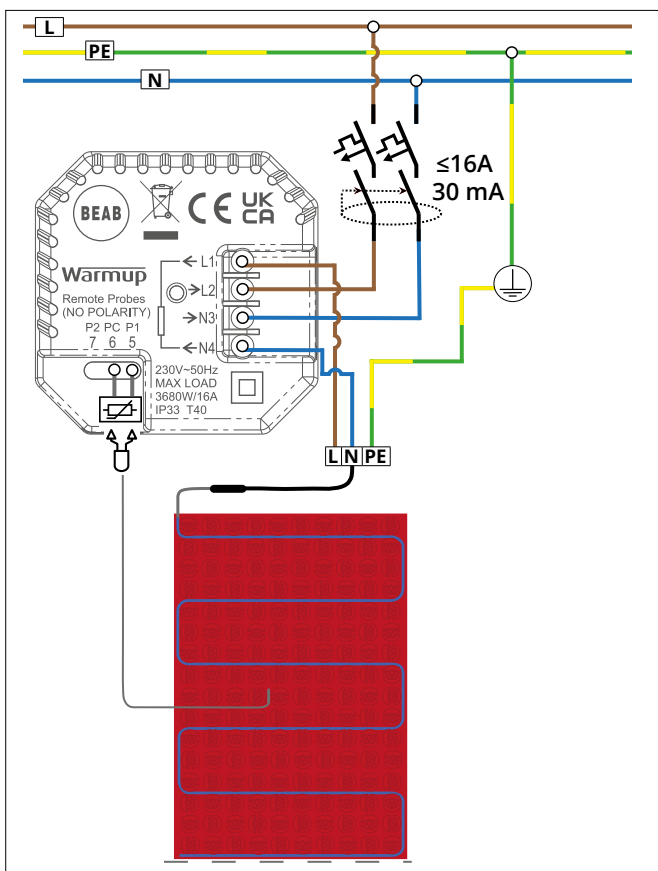 L
PE
N
≤16A
30 mA
BEAB
CE UK CA
Warmup
L1
L2
N3
N4
Remote Probes
(NO POLARITY)
P2 PC P1
7 6 5
230V~50Hz
MAX LOAD
3680W/16A
IP33 T40
L N PE